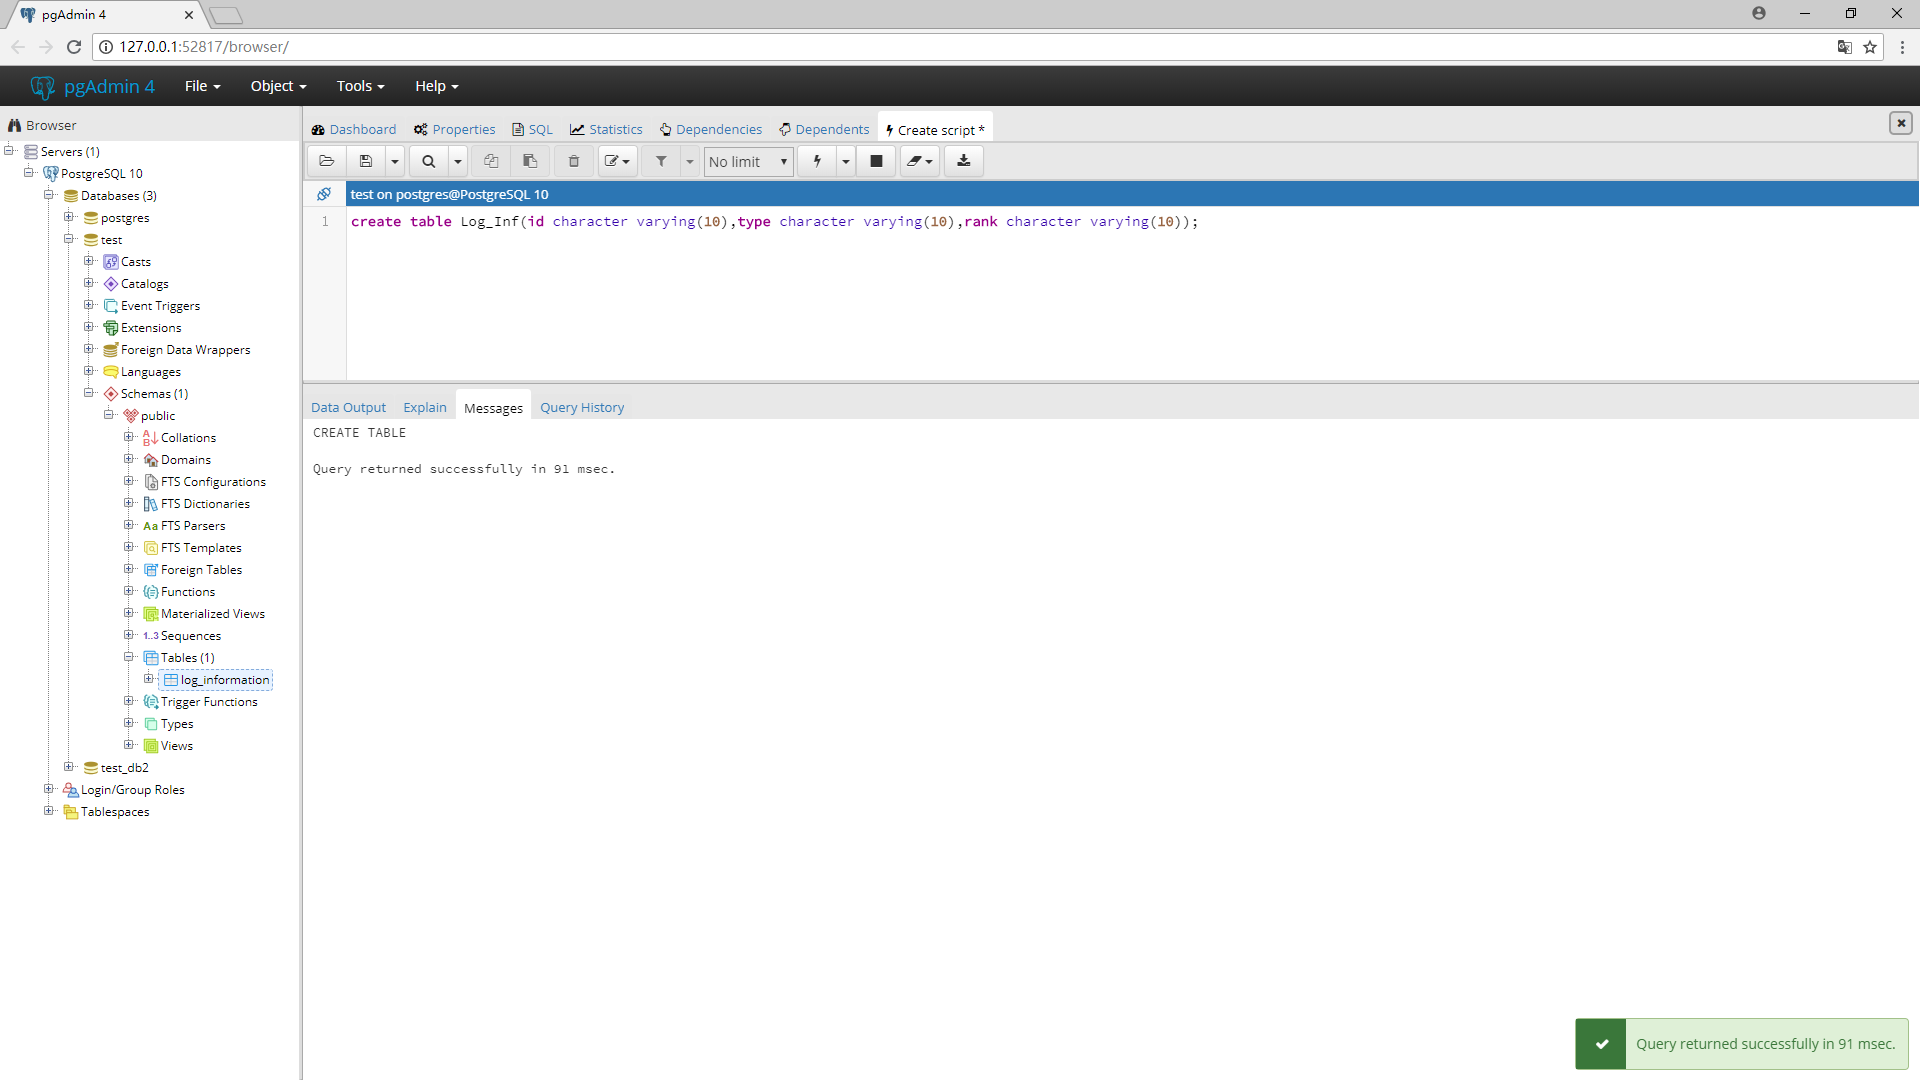 pgAdmin 4
127.0.0.1:52817/browser/
pgAdmin 4 File Object Tools Help
Browser
Servers (1)
PostgreSQL 10
Databases (3)
postgres
test
Casts
Catalogs
Event Triggers
Extensions
Foreign Data Wrappers
Languages
Schemas (1)
public
Collations
Domains
FTS Configurations
FTS Dictionaries
Aa FTS Parsers
FTS Templates
Foreign Tables
Functions
Materialized Views
1..3 Sequences
Tables (1)
log_information
Trigger Functions
Types
Views
test_db2
Login/Group Roles
Tablespaces
Dashboard Properties SQL Statistics Dependencies Dependents Create script *
No limit
test on postgres@PostgreSQL 10
1 create table Log_Inf(id character varying(10),type character varying(10),rank character varying(10));
Data Output Explain Messages Query History
CREATE TABLE
Query returned successfully in 91 msec.
Query returned successfully in 91 msec.